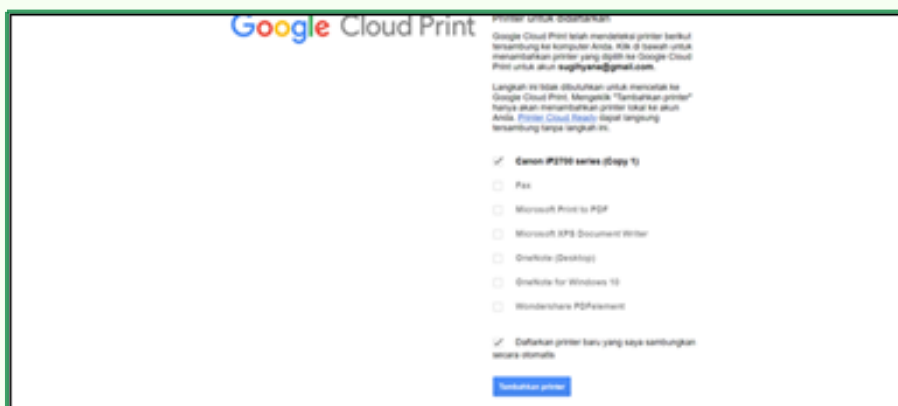 Google Cloud Print
Printer untuk didaftarkan
Google Cloud Print telah mendeteksi printer berikut
tersambung ke komputer Anda. Klik di bawah untuk
menambahkan printer yang dipilih ke Google Cloud
Print untuk akun sugihyana@gmail.com.
Langkah ini tidak dibutuhkan untuk mencetak ke
Google Cloud Print. Mengeklik "Tambahkan printer"
hanya akan menambahkan printer lokal ke akun
Anda. Printer Cloud Ready dapat langsung
tersambung tanpa langkah ini.
Canon iP2700 series (Copy 1)
Fax
Microsoft Print to PDF
Microsoft XPS Document Writer
OneNote (Desktop)
OneNote for Windows 10
Wondershare PDFelement
Daftarkan printer baru yang saya sambungkan
secara otomatis
Tambahkan printer